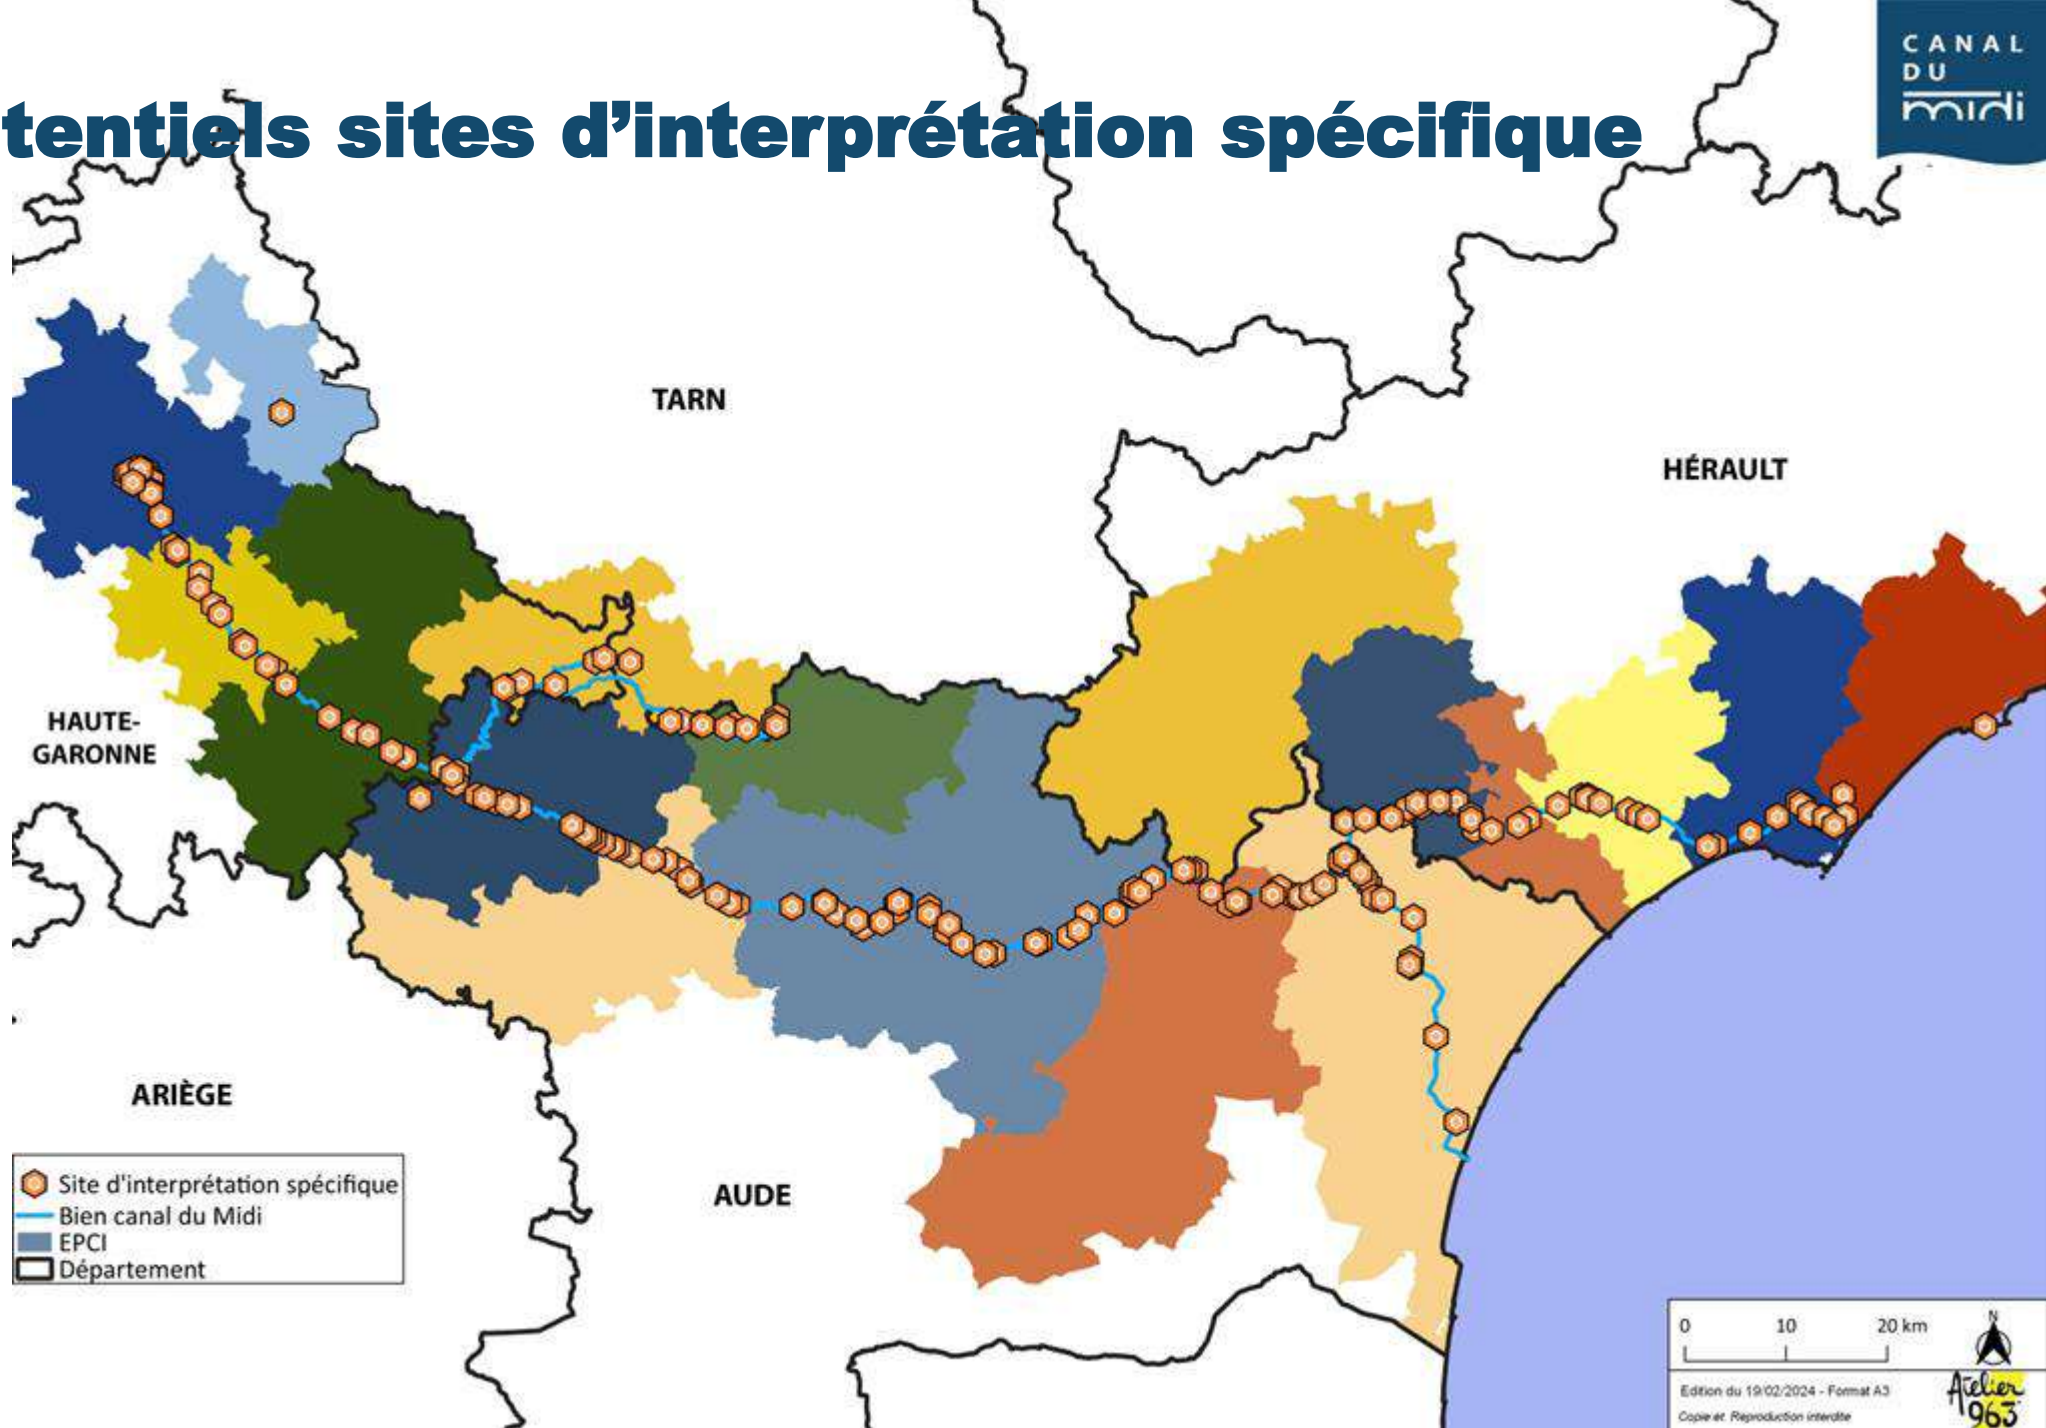 CANAL
DU
midi
tentiels sites d’interprétation spécifique
TARN
HÉRAULT
HAUTE-
GARONNE
ARIÈGE
AUDE
Site d'interprétation spécifique
Bien canal du Midi
EPCI
Département
0 10 20 km
N
Edition du 19/02/2024 - Format A3
Copie et Reproduction interdite
Atelier
963